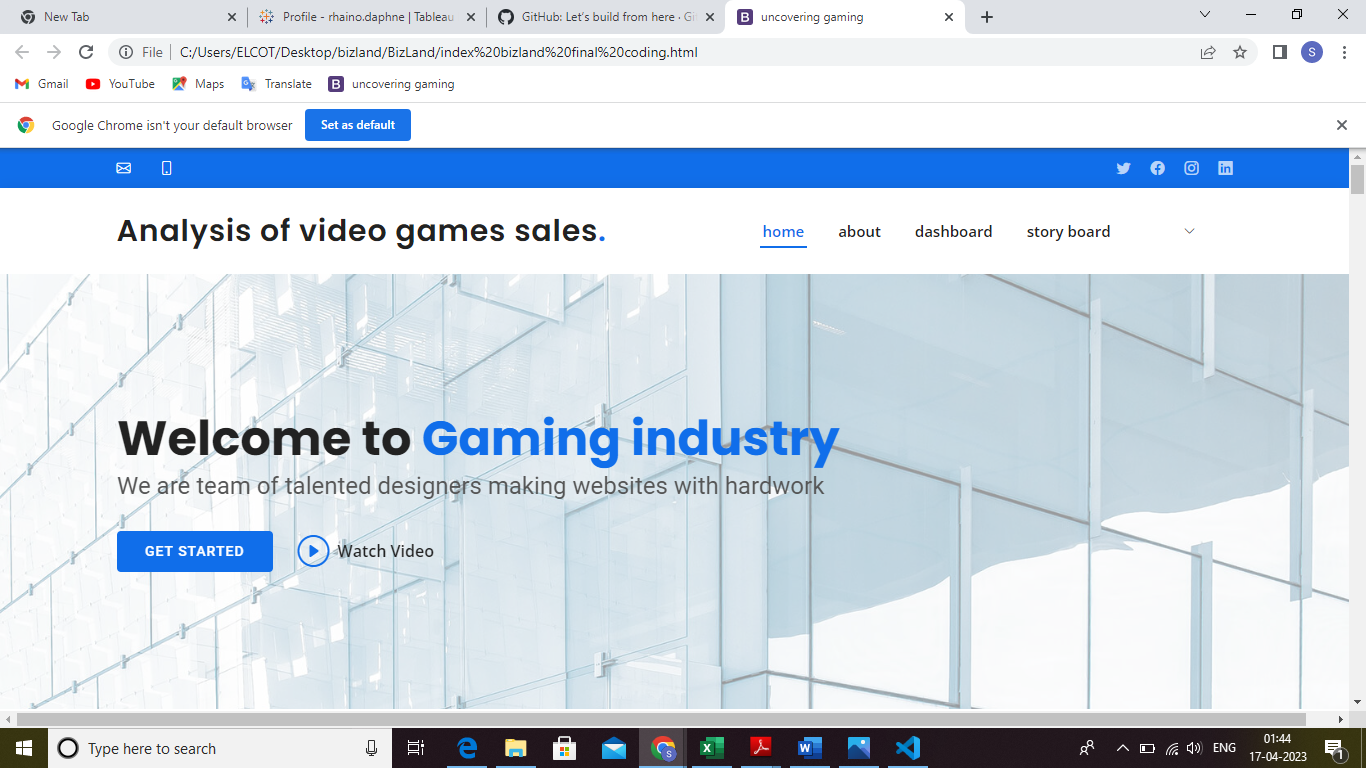 New Tab
Profile - rhaino.daphne | Tableau
GitHub: Let's build from here · Gi
uncovering gaming
File
C:/Users/ELCOT/Desktop/bizland/BizLand/index%20bizland%20final%20coding.html
S
Gmail
YouTube
Maps
Translate
uncovering gaming
Google Chrome isn't your default browser
Set as default
Analysis of video games sales.
home
about
dashboard
story board
Welcome to Gaming industry
We are team of talented designers making websites with hardwork
GET STARTED
Watch Video
Type here to search
ENG
01:44
17-04-2023
1